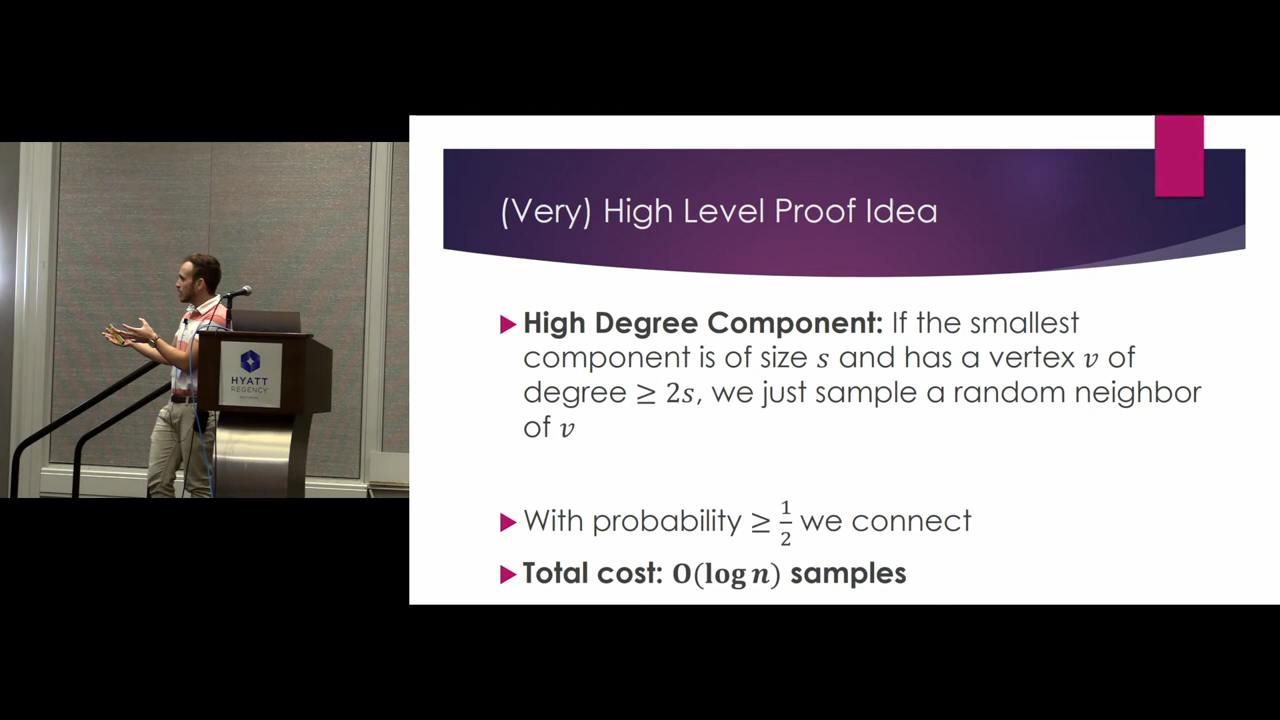 (Very) High Level Proof Idea
High Degree Component: If the smallest
component is of size s and has a vertex v of
degree ≥ 2s, we just sample a random neighbor
of v
With probability ≥ 1/2 we connect
Total cost: O(log n) samples
HYATT
REGENCY